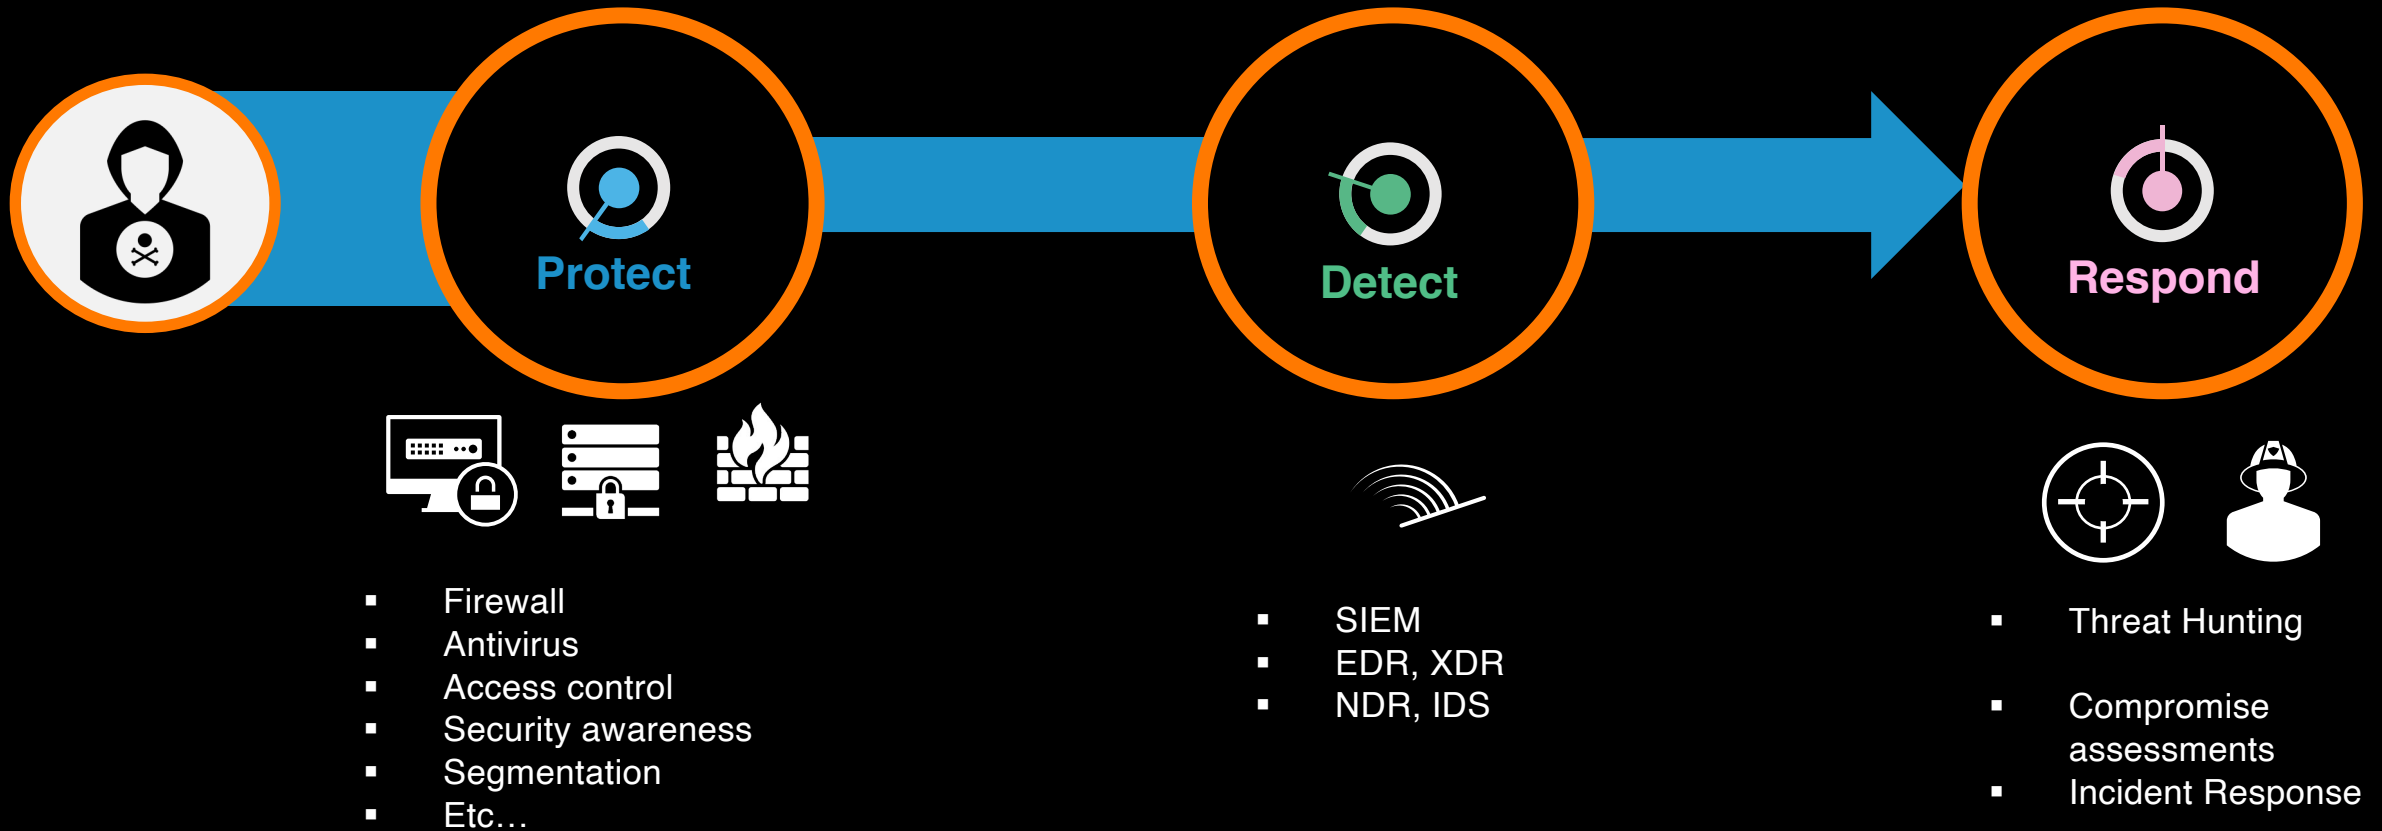 Protect
Detect
Respond
Firewall
Antivirus
Access control
Security awareness
Segmentation
Etc…
SIEM
EDR, XDR
NDR, IDS
Threat Hunting
Compromise
assessments
Incident Response